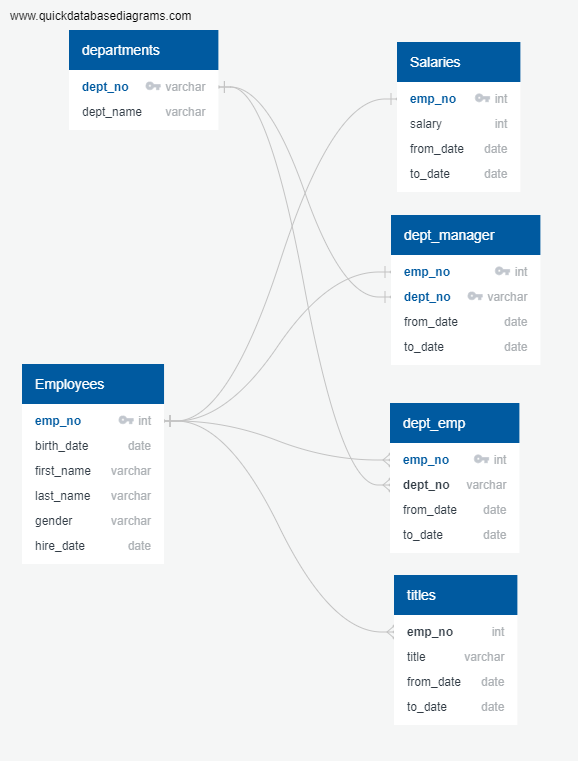 www.quickdatabasediagrams.com
departments
dept_no varchar
dept_name varchar
Salaries
emp_no int
salary int
from_date date
to_date date
dept_manager
emp_no int
dept_no varchar
from_date date
to_date date
Employees
emp_no int
birth_date date
first_name varchar
last_name varchar
gender varchar
hire_date date
dept_emp
emp_no int
dept_no varchar
from_date date
to_date date
titles
emp_no int
title varchar
from_date date
to_date date